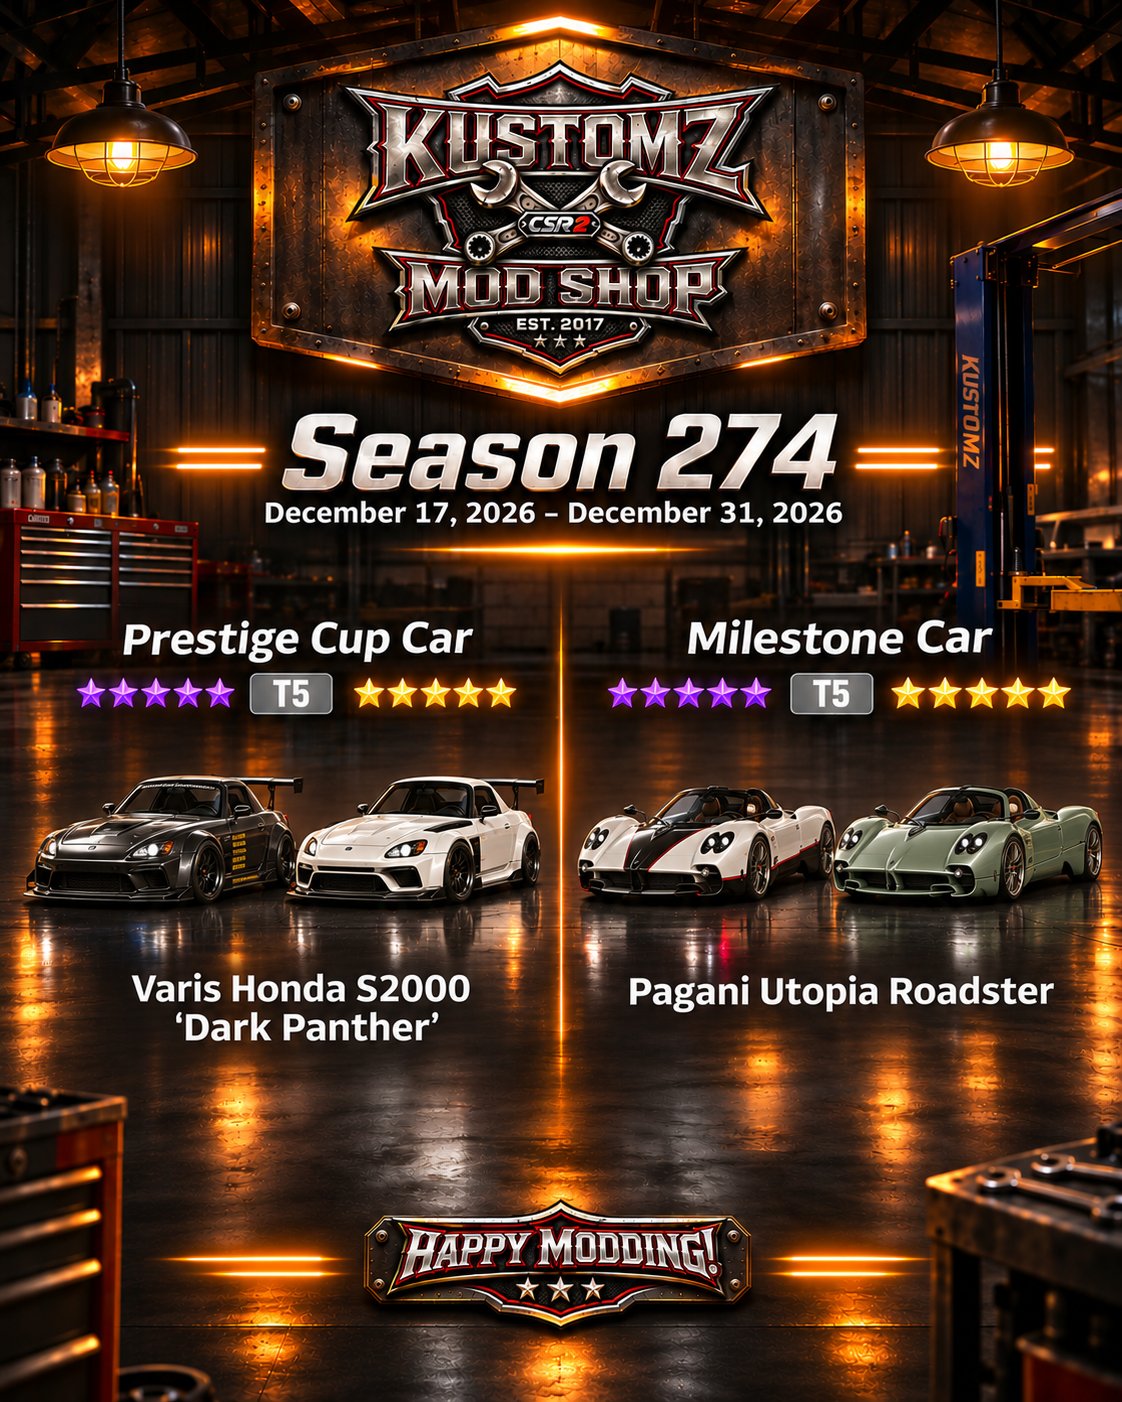 KUSTOMZ
CSR2
MOD SHOP
EST. 2017
KUSTOMZ
Season 274
December 17, 2026 – December 31, 2026
Prestige Cup Car
T5
Milestone Car
T5
Varis Honda S2000
‘Dark Panther’
Pagani Utopia Roadster
HAPPY MODDING!